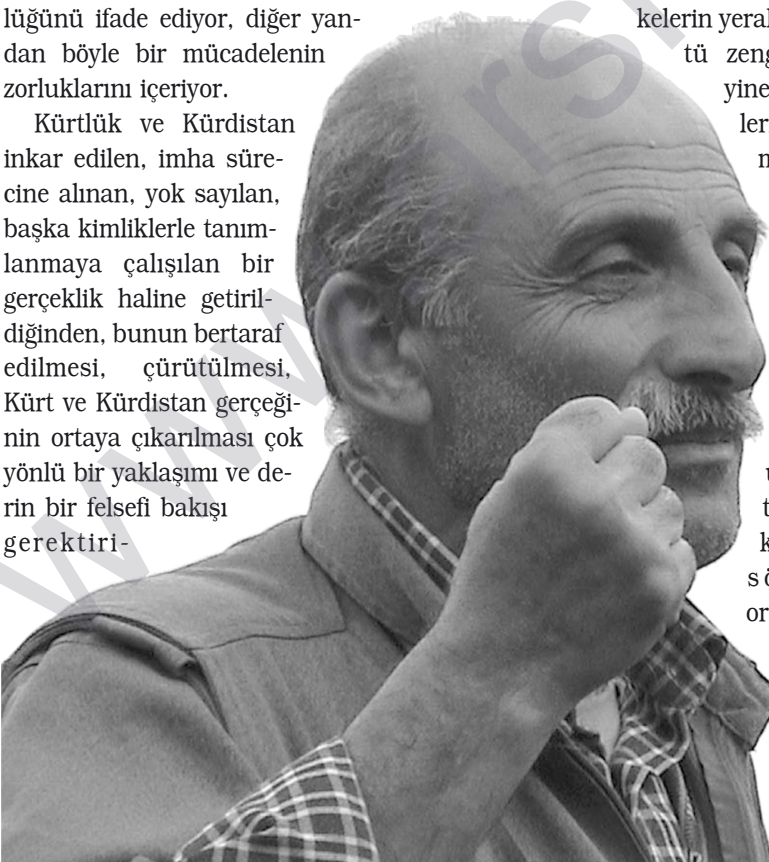 lüğünü ifade ediyor, diğer yan-
dan böyle bir mücadelenin
zorluklarını içeriyor.
Kürtlük ve Kürdistan
inkar edilen, imha süre-
cine alınan, yok sayılan,
başka kimliklerle tanım-
lanmaya çalışılan bir
gerçeklik haline getiril-
diğinden, bunun bertaraf
edilmesi, çürütülmesi,
Kürt ve Kürdistan gerçeği-
nin ortaya çıkarılması çok
yönlü bir yaklaşımı ve de-
rin bir felsefi bakışı
gerektiri-
kelerin
tü
yine